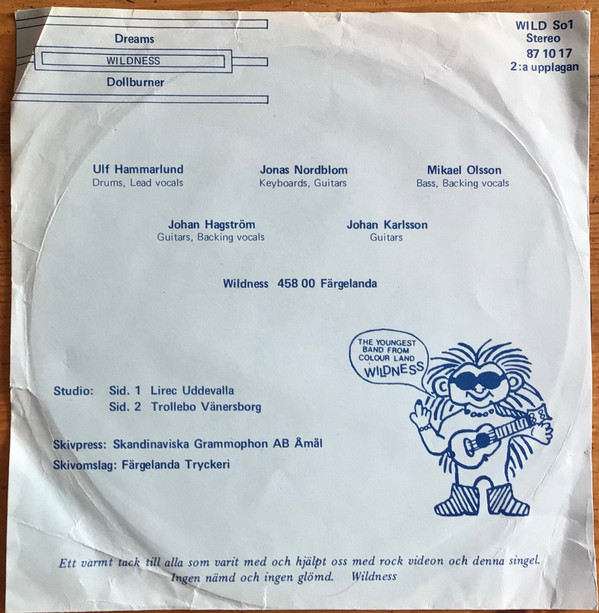 Dreams
WILDNESS
Dollburner
WILD So1
Stereo
87 10 17
2:a upplagan
Ulf Hammarlund
Drums, Lead vocals
Jonas Nordblom
Keyboards, Guitars
Mikael Olsson
Bass, Backing vocals
Johan Hagström
Guitars, Backing vocals
Johan Karlsson
Guitars
Wildness 458 00 Färgelanda
THE YOUNGEST
BAND FROM
COLOUR LAND
WILDNESS
Studio: Sid. 1 Lirec Uddevalla
Sid. 2 Trollebo Vänersborg
Skivpress: Skandinaviska Grammophon AB Åmål
Skivomslag: Färgelanda Tryckeri
Ett varmt tack till alla som varit med och hjälpt oss med rock videon och denna singel.
Ingen nämd och ingen glömd. Wildness